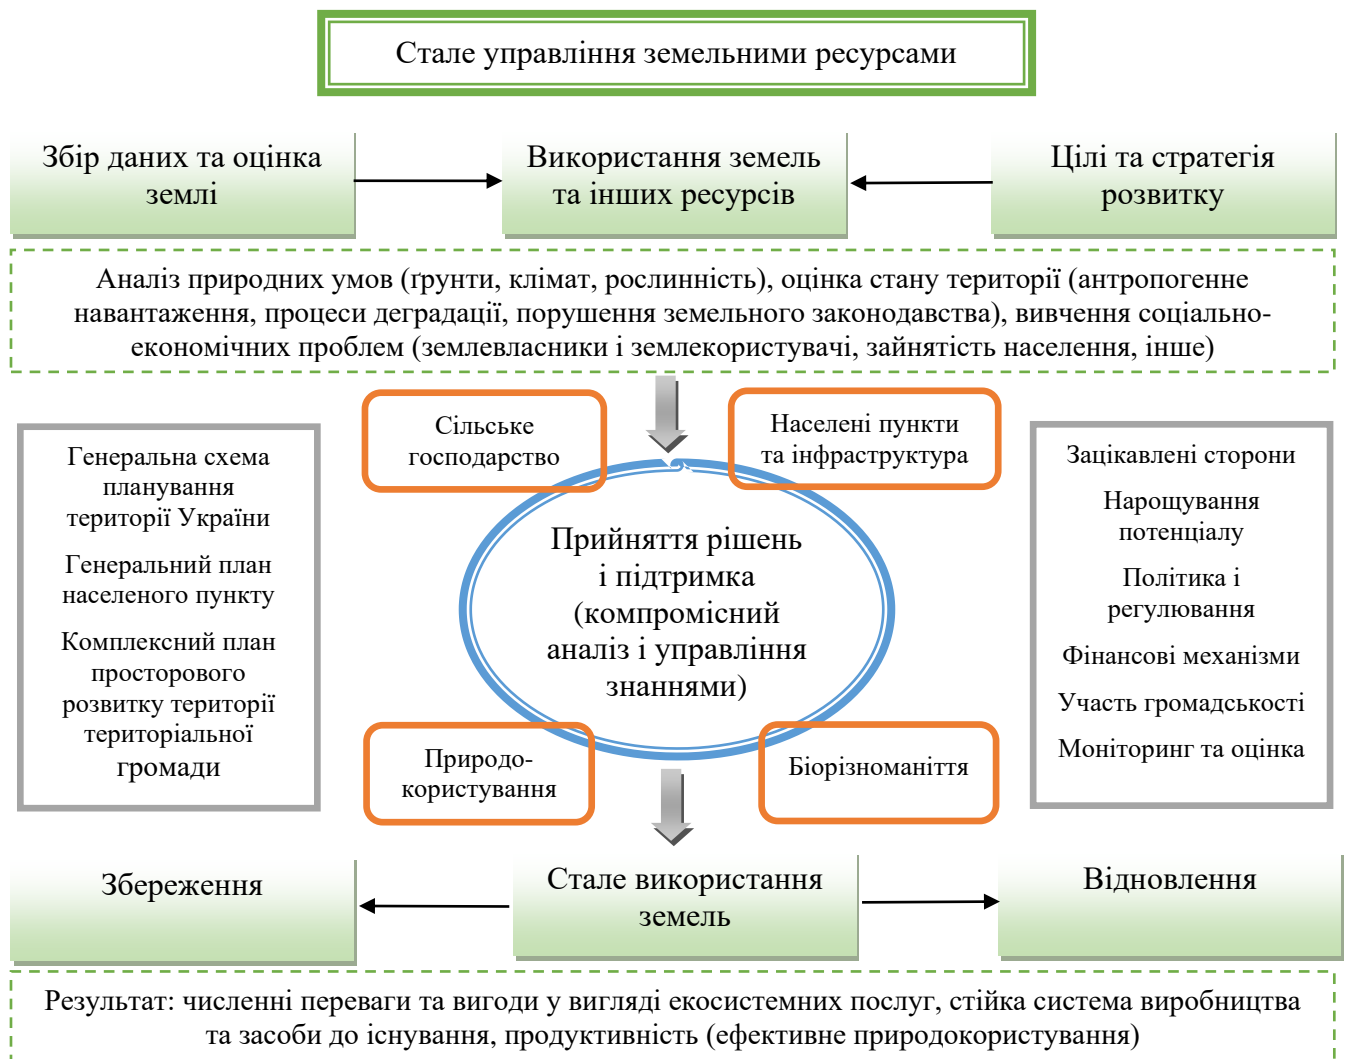 Стале управління земельними ресурсами
Збір даних та оцінка
землі
Використання земель
та інших ресурсів
Цілі та стратегія
розвитку
Аналіз природних умов (ґрунти, клімат, рослинність), оцінка стану території (антропогенне
навантаження, процеси деградації, порушення земельного законодавства), вивчення соціально-
економічних проблем (землевласники і землекористувачі, зайнятість населення, інше)
Сільське
господарство
Населені пункти
та інфраструктура
Генеральна схема
планування
території України
Генеральний план
населеного пункту
Комплексний план
просторового
розвитку території
територіальної
громади
Прийняття рішень
і підтримка
(компромісний
аналіз і управління
знаннями)
Зацікавлені сторони
Нарощування
потенціалу
Політика і
регулювання
Фінансові механізми
Участь громадськості
Моніторинг та оцінка
Природо-
користування
Біорізноманіття
Збереження
Стале використання
земель
Відновлення
Результат: численні переваги та вигоди у вигляді екосистемних послуг, стійка система виробництва
та засоби до існування, продуктивність (ефективне природокористування)